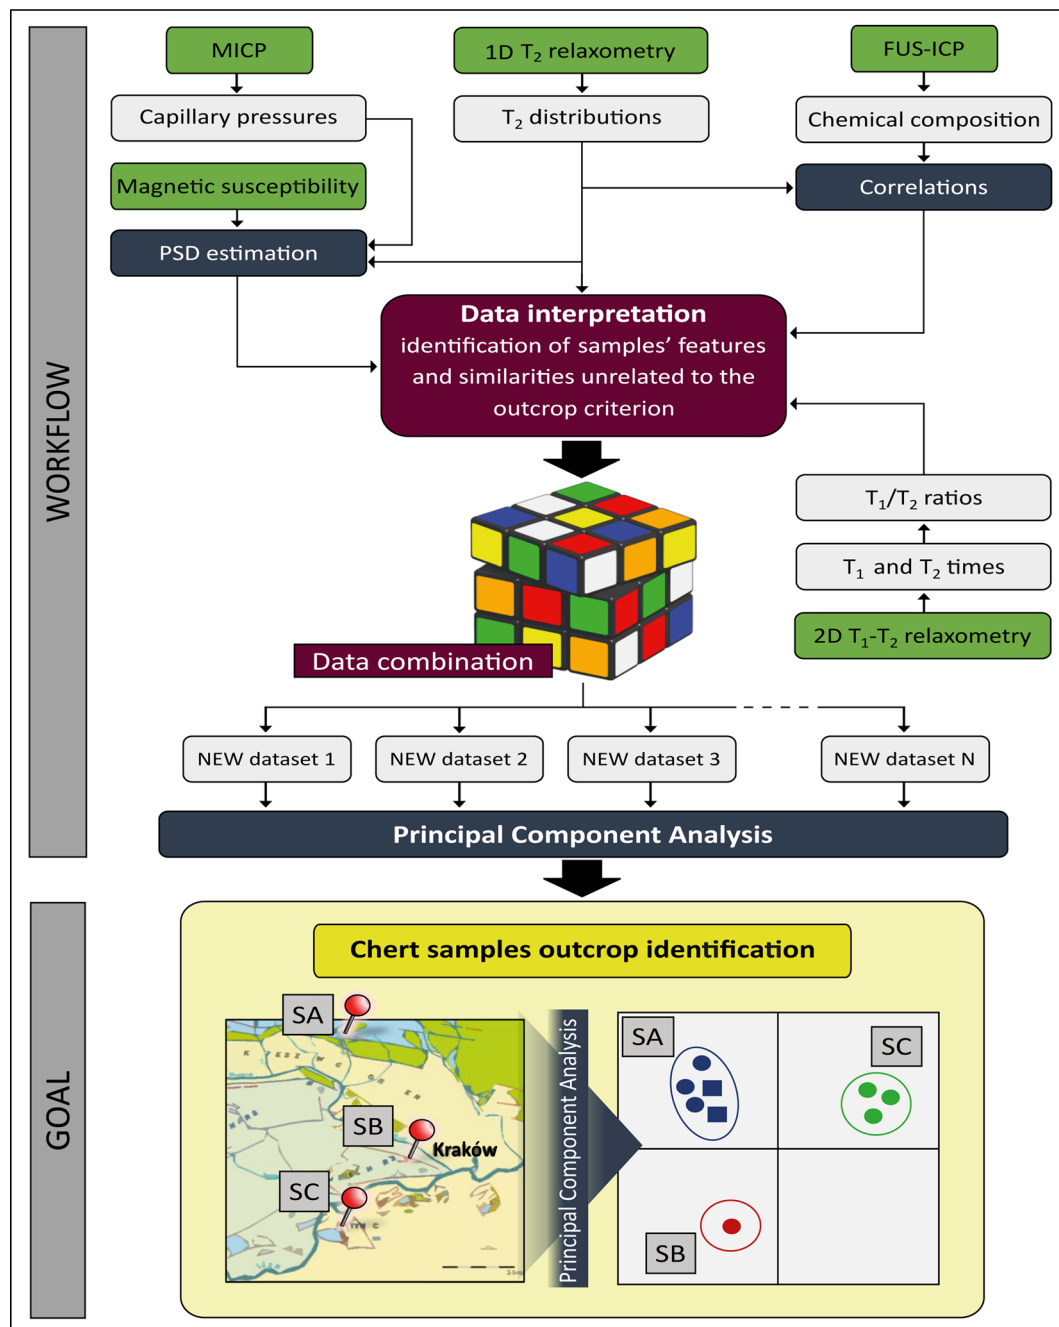 WORKFLOW
MICP
1D T₂ relaxometry
FUS-ICP
Capillary pressures
T₂ distributions
Chemical composition
Magnetic susceptibility
Correlations
PSD estimation
Data interpretation
identification of samples’ features
and similarities unrelated to the
outcrop criterion
T₁/T₂ ratios
T₁ and T₂ times
2D T₁-T₂ relaxometry
Data combination
NEW dataset 1
NEW dataset 2
NEW dataset 3
NEW dataset N
Principal Component Analysis
GOAL
Chert samples outcrop identification
SA
SB
Kraków
SC
Principal Component Analysis
SA
SC
SB